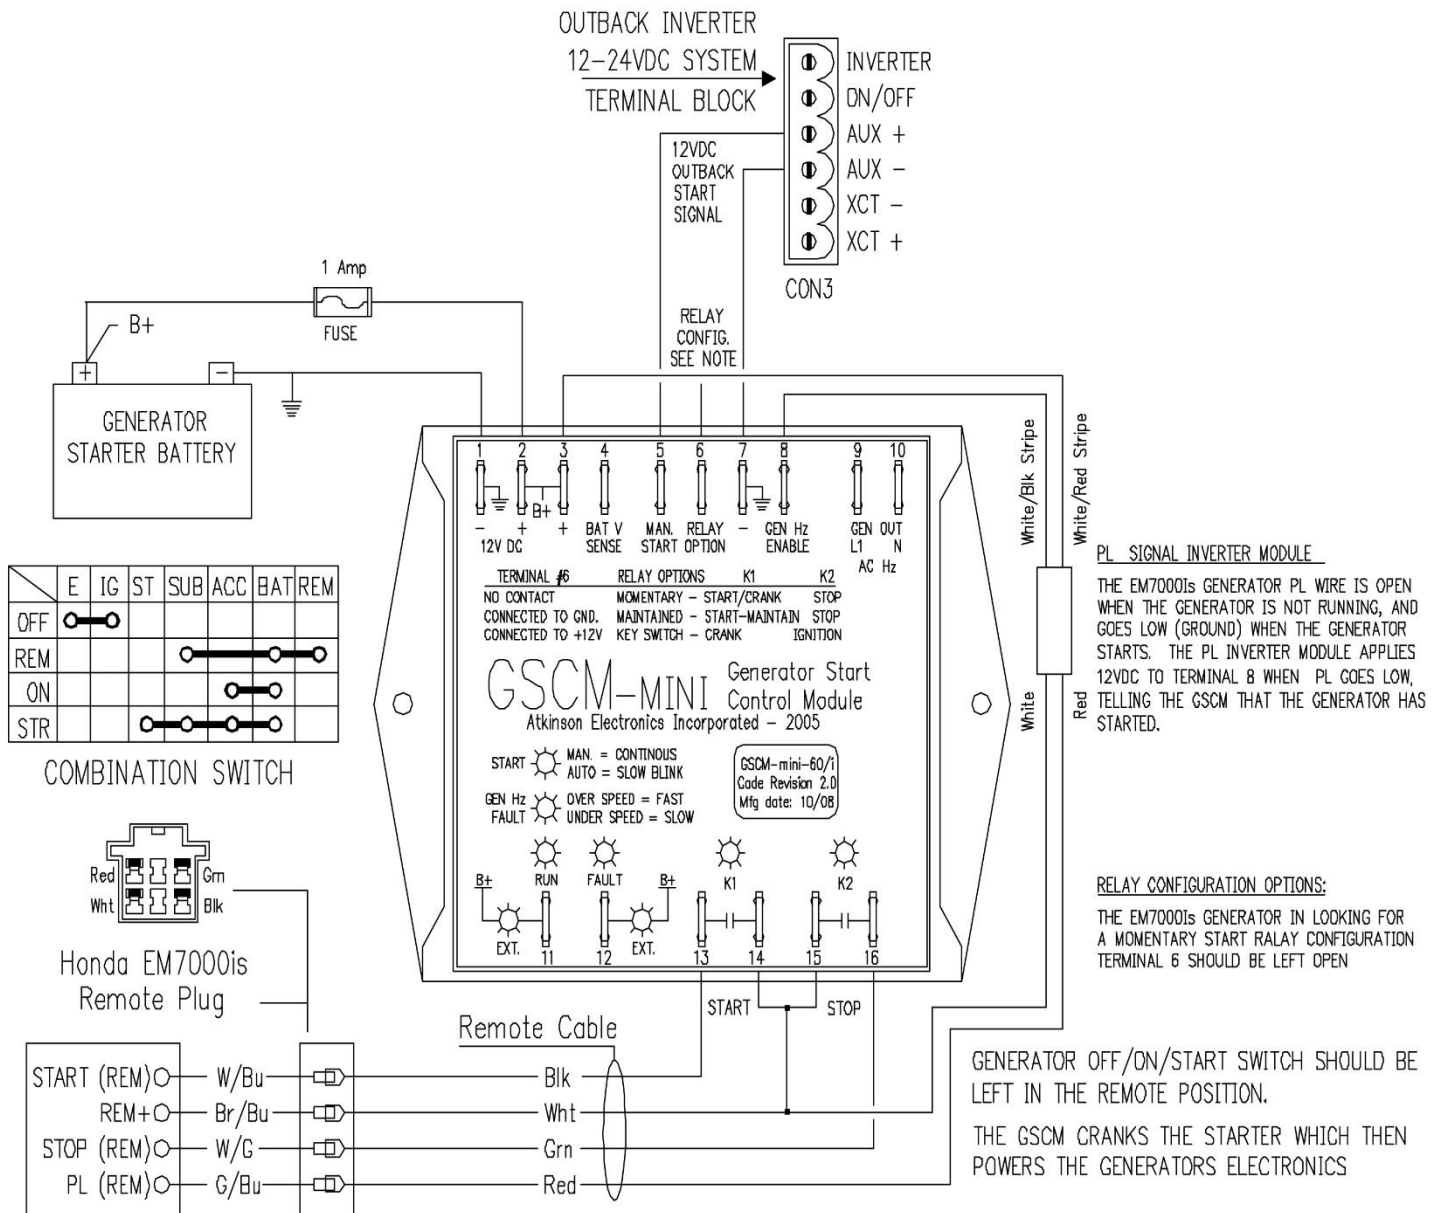 OUTBACK INVERTER
12-24VDC SYSTEM
TERMINAL BLOCK
INVERTER
ON/OFF
AUX +
AUX -
XCT -
XCT +
CON3
12VDC
OUTBACK
START
SIGNAL
1 Amp
FUSE
B+
+ -
GENERATOR
STARTER BATTERY
RELAY
CONFIG.
SEE NOTE
1 2 3 4 5 6 7 8 9 10
B+
- + + BAT V MAN. RELAY - GEN Hz GEN OUT
12V DC SENSE START OPTION ENABLE L1 N
AC Hz
TERMINAL #6 RELAY OPTIONS K1 K2
NO CONTACT MOMENTARY - START/CRANK STOP
CONNECTED TO GND. MAINTAINED - START-MAINTAIN STOP
CONNECTED TO +12V KEY SWITCH - CRANK IGNITION
GSCM-MINI Generator Start
Control Module
Atkinson Electronics Incorporated - 2005
START MAN. = CONTINOUS
AUTO = SLOW BLINK
GEN Hz OVER SPEED = FAST
FAULT UNDER SPEED = SLOW
GSCM-mini-60/i
Code Revision 2.0
Mfg date: 10/08
RUN FAULT K1 K2
B+ B+
EXT. EXT.
11 12 13 14 15 16
White/Blk Stripe
White/Red Stripe
White
Red
PL SIGNAL INVERTER MODULE
THE EM7000Is GENERATOR PL WIRE IS OPEN
WHEN THE GENERATOR IS NOT RUNNING, AND
GOES LOW (GROUND) WHEN THE GENERATOR
STARTS. THE PL INVERTER MODULE APPLIES
12VDC TO TERMINAL 8 WHEN PL GOES LOW,
TELLING THE GSCM THAT THE GENERATOR HAS
STARTED.
RELAY CONFIGURATION OPTIONS:
THE EM7000Is GENERATOR IN LOOKING FOR
A MOMENTARY START RALAY CONFIGURATION
TERMINAL 6 SHOULD BE LEFT OPEN
E IG ST SUB ACC BAT REM
OFF
REM
ON
STR
COMBINATION SWITCH
Red Grn
Wht Blk
Honda EM7000is
Remote Plug
Remote Cable
START STOP
START (REM) W/Bu Blk
REM+ Br/Bu Wht
STOP (REM) W/G Grn
PL (REM) G/Bu Red
GENERATOR OFF/ON/START SWITCH SHOULD BE
LEFT IN THE REMOTE POSITION.
THE GSCM CRANKS THE STARTER WHICH THEN
POWERS THE GENERATORS ELECTRONICS